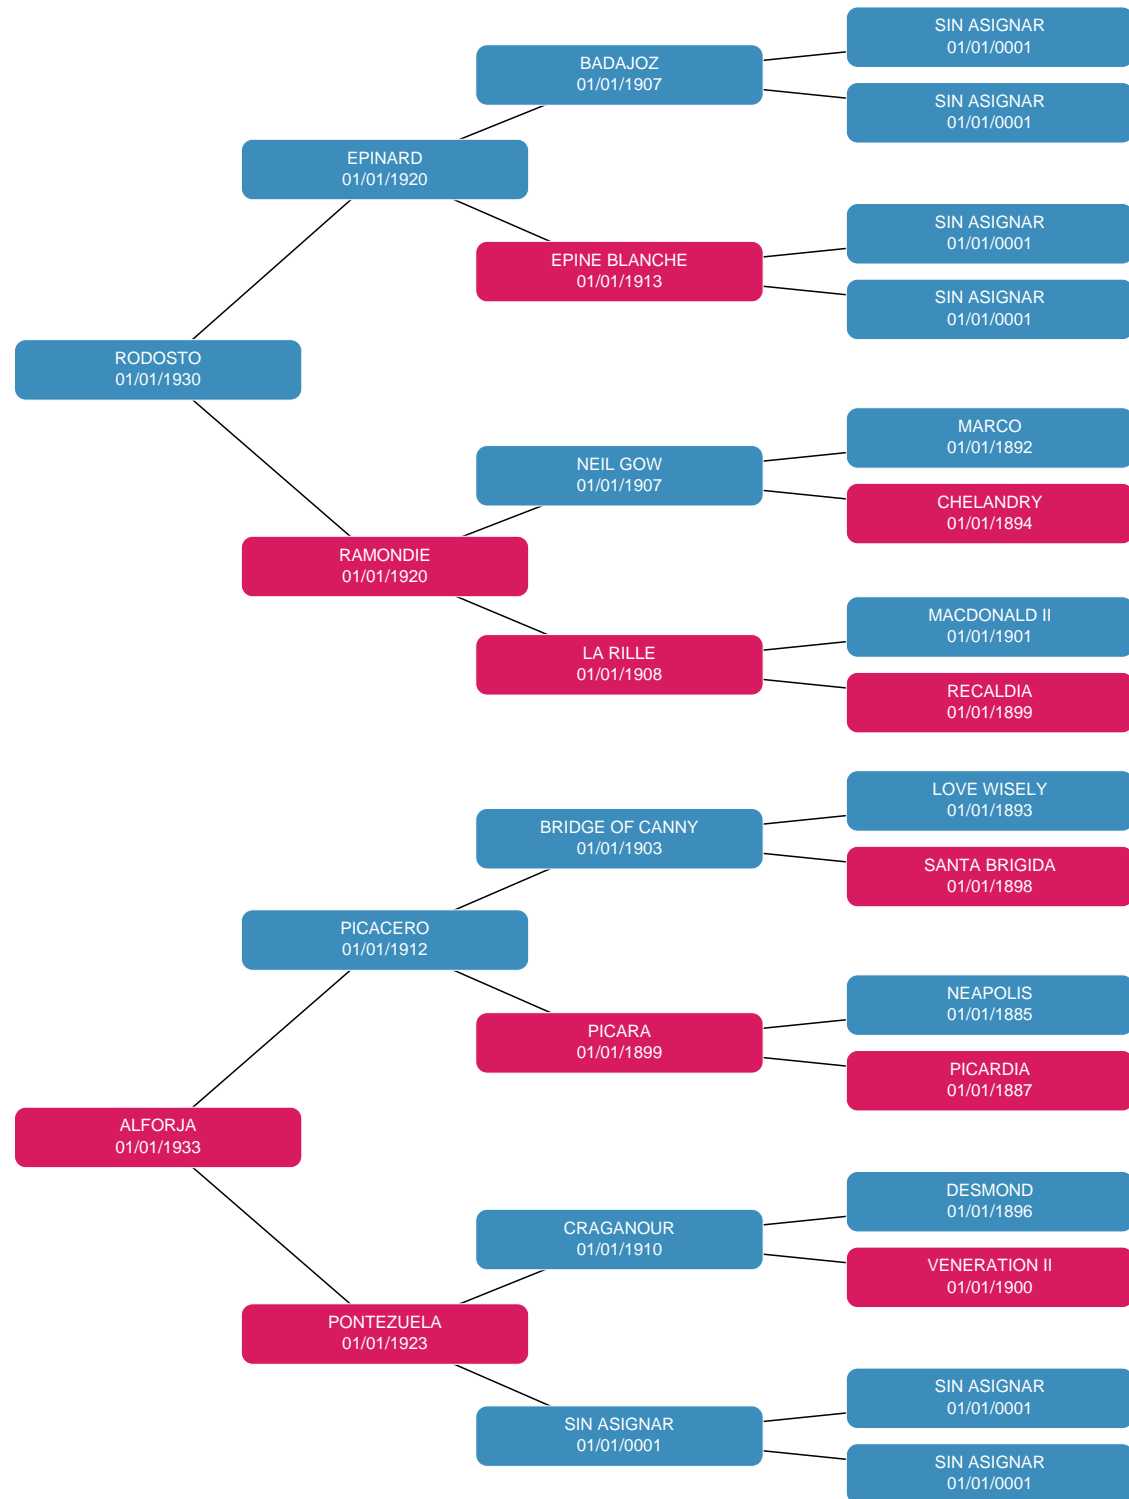 SIN ASIGNAR
01/01/0001
BADAJOZ
01/01/1907
SIN ASIGNAR
01/01/0001
EPINARD
01/01/1920
SIN ASIGNAR
01/01/0001
EPINE BLANCHE
01/01/1913
SIN ASIGNAR
01/01/0001
RODOSTO
01/01/1930
MARCO
01/01/1892
NEIL GOW
01/01/1907
CHELANDRY
01/01/1894
RAMONDIE
01/01/1920
MACDONALD II
01/01/1901
LA RILLE
01/01/1908
RECALDIA
01/01/1899
LOVE WISELY
01/01/1893
BRIDGE OF CANNY
01/01/1903
SANTA BRIGIDA
01/01/1898
PICACERO
01/01/1912
NEAPOLIS
01/01/1885
PICARA
01/01/1899
PICARDIA
01/01/1887
ALFORJA
01/01/1933
DESMOND
01/01/1896
CRAGANOUR
01/01/1910
VENERATION II
01/01/1900
PONTEZUELA
01/01/1923
SIN ASIGNAR
01/01/0001
SIN ASIGNAR
01/01/0001
SIN ASIGNAR
01/01/0001